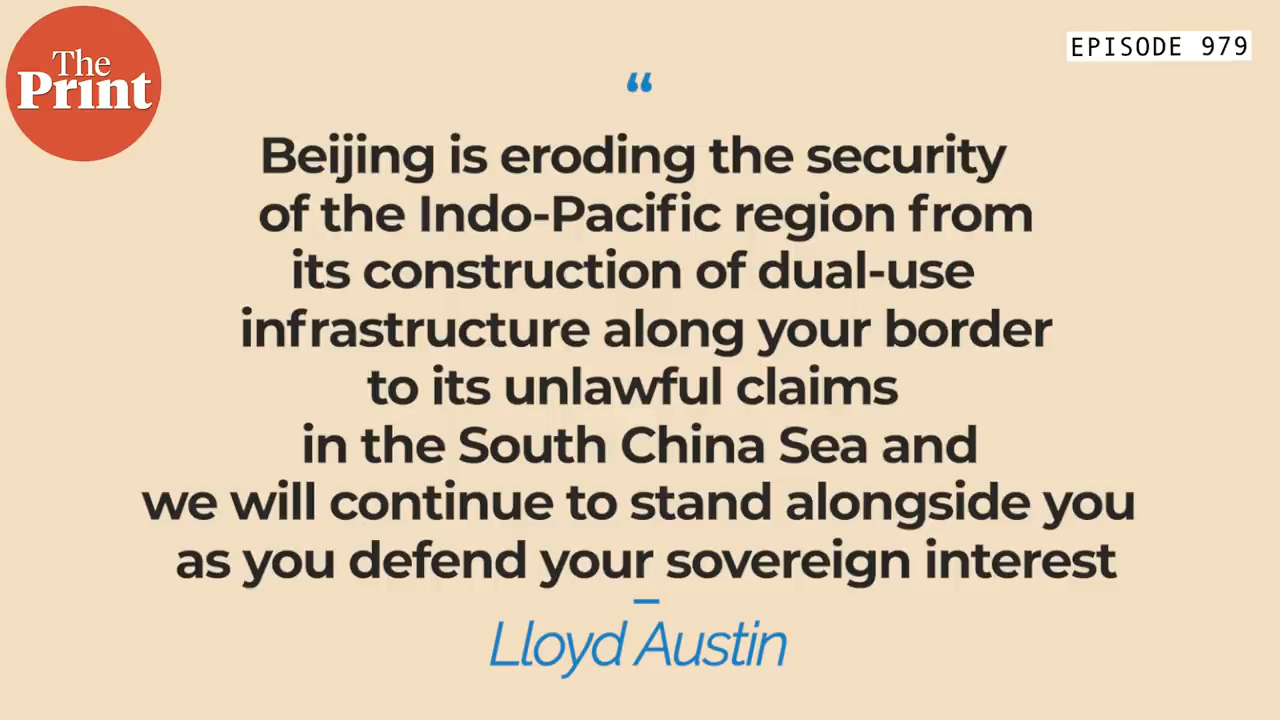 The
Print
EPISODE 979
“
Beijing is eroding the security
of the Indo-Pacific region from
its construction of dual-use
infrastructure along your border
to its unlawful claims
in the South China Sea and
we will continue to stand alongside you
as you defend your sovereign interest
–
Lloyd Austin